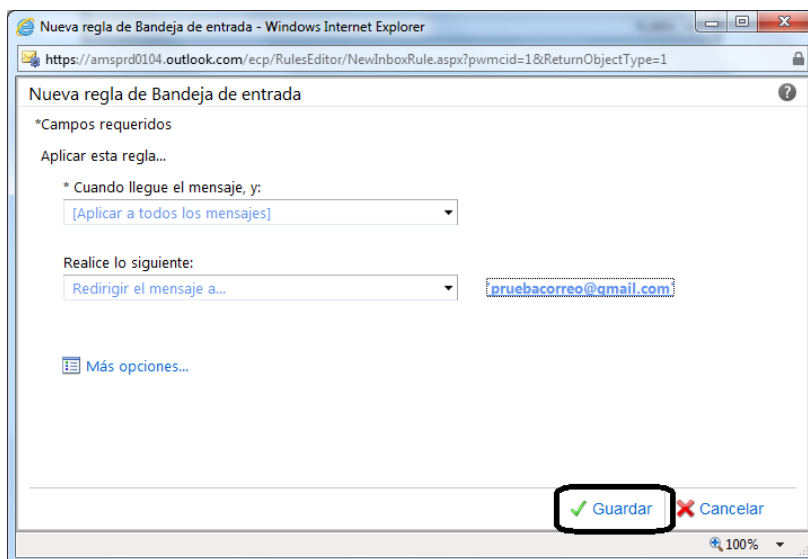 Nueva regla de Bandeja de entrada - Windows Internet Explorer
https://amsprd0104.outlook.com/ecp/RulesEditor/NewInboxRule.aspx?pwmcid=1&ReturnObjectType=1
Nueva regla de Bandeja de entrada
*Campos requeridos
Aplicar esta regla...
* Cuando llegue el mensaje, y:
[Aplicar a todos los mensajes]
Realice lo siguiente:
Redirigir el mensaje a... 'pruebacorreo@gmail.com'
Más opciones...
Guardar Cancelar
100%